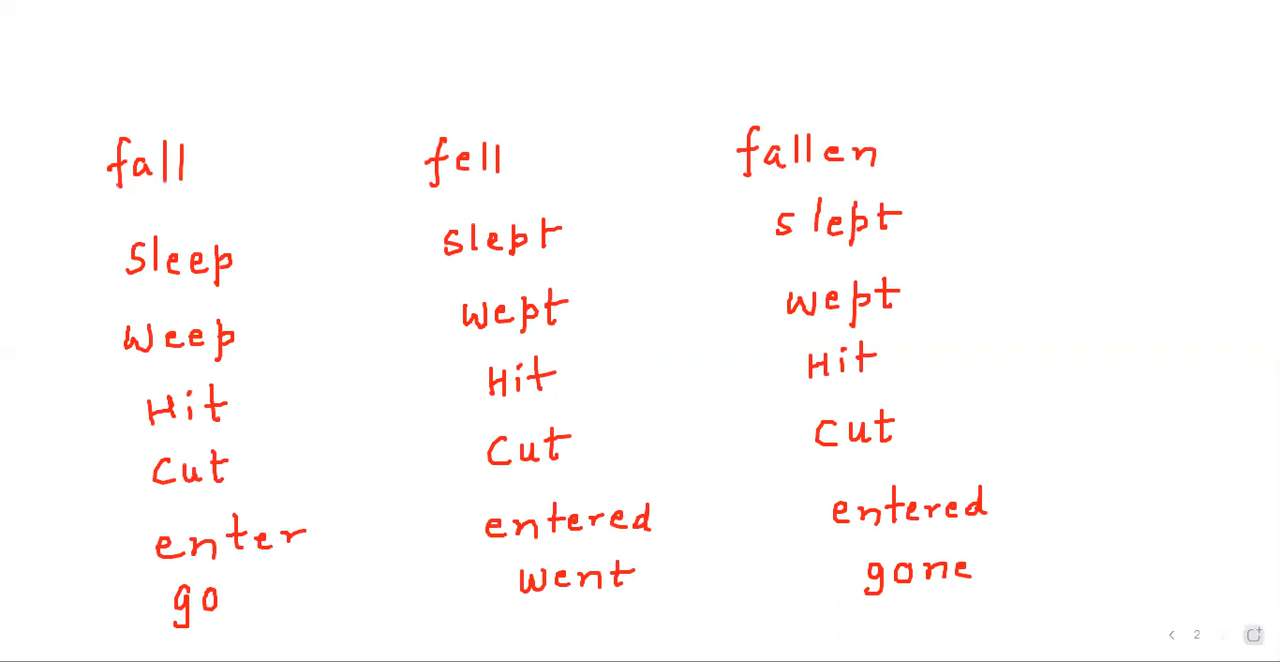 fall fell fallen
Sleep Slept slept
Weep Wept wept
Hit Hit Hit
Cut Cut Cut
enter entered entered
go went gone
2